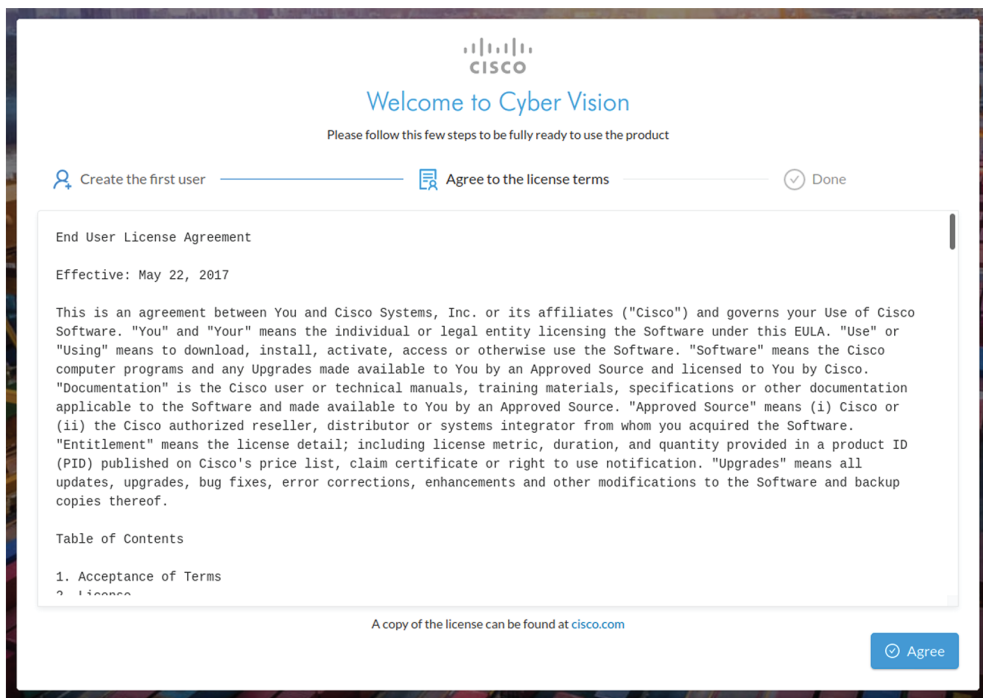 CISCO
Welcome to Cyber Vision
Please follow this few steps to be fully ready to use the product
Create the first user
Agree to the license terms
Done
End User License Agreement
Effective: May 22, 2017
This is an agreement between You and Cisco Systems, Inc. or its affiliates ("Cisco") and governs your Use of Cisco
Software. "You" and "Your" means the individual or legal entity licensing the Software under this EULA. "Use" or
"Using" means to download, install, activate, access or otherwise use the Software. "Software" means the Cisco
computer programs and any Upgrades made available to You by an Approved Source and licensed to You by Cisco.
"Documentation" is the Cisco user or technical manuals, training materials, specifications or other documentation
applicable to the Software and made available to You by an Approved Source. "Approved Source" means (i) Cisco or
(ii) the Cisco authorized reseller, distributor or systems integrator from whom you acquired the Software.
"Entitlement" means the license detail; including license metric, duration, and quantity provided in a product ID
(PID) published on Cisco's price list, claim certificate or right to use notification. "Upgrades" means all
updates, upgrades, bug fixes, error corrections, enhancements and other modifications to the Software and backup
copies thereof.
Table of Contents
1. Acceptance of Terms
2. License
A copy of the license can be found at cisco.com
Agree